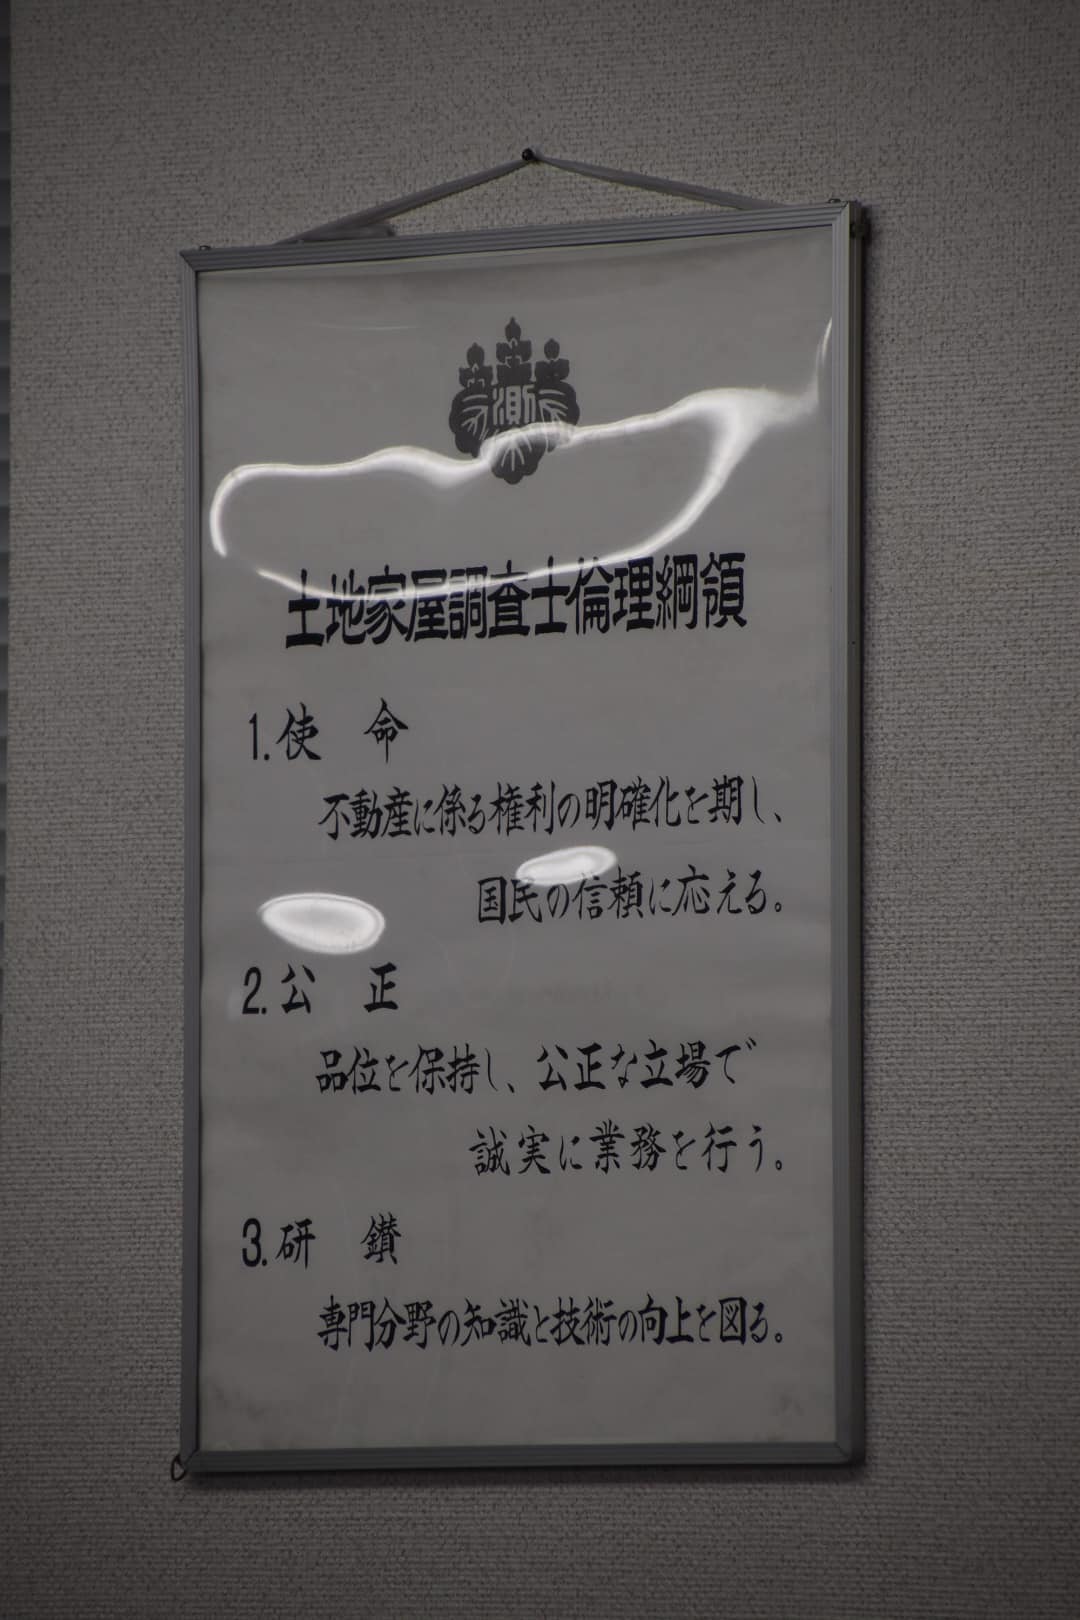 測
土地家屋調査士倫理綱領
1.使　命
不動産に係る権利の明確化を期し、
国民の信頼に応える。
2.公　正
品位を保持し、公正な立場で
誠実に業務を行う。
3.研　鑚
専門分野の知識と技術の向上を図る。